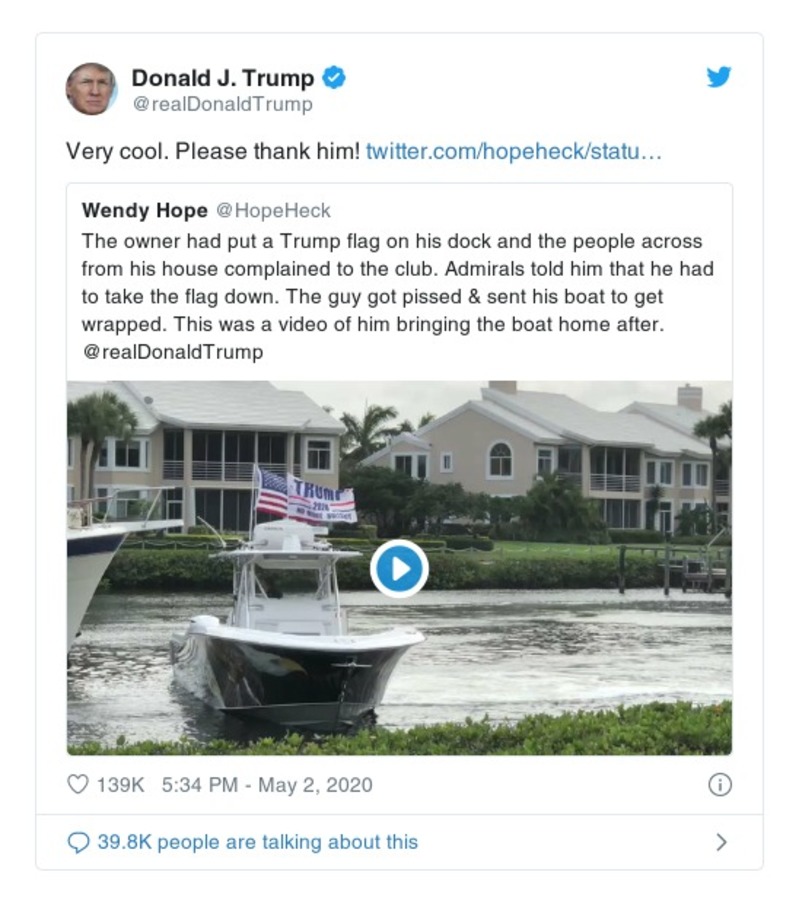 Donald J. Trump
@realDonaldTrump
Very cool. Please thank him! twitter.com/hopeheck/statu…
Wendy Hope @HopeHeck
The owner had put a Trump flag on his dock and the people across
from his house complained to the club. Admirals told him that he had
to take the flag down. The guy got pissed & sent his boat to get
wrapped. This was a video of him bringing the boat home after.
@realDonaldTrump
TRUMP
2020
139K 5:34 PM - May 2, 2020
39.8K people are talking about this